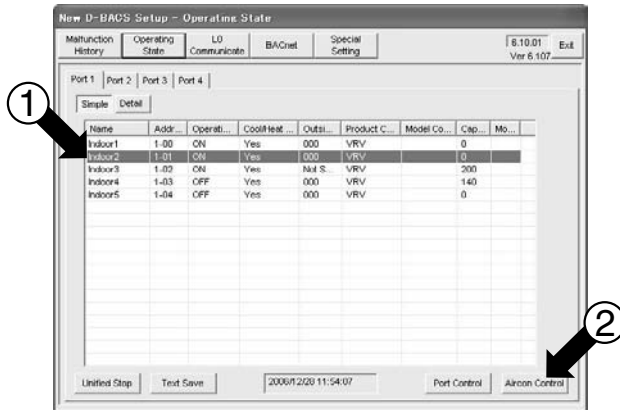 New D-BACS Setup - Operating State
Malfunction History Operating State L0 Communicate BACnet Special Setting 6.10.01 Ver 6.107 Exit
Port 1 Port 2 Port 3 Port 4
① Simple Detail
Name Addr... Operati... Cool/Heat ... Outsi... Product C... Model Co... Cap... Mo...
Indoor1 1-00 ON Yes 000 VRV 0
Indoor2 1-01 ON Yes 000 VRV 0
Indoor3 1-02 ON Yes Not S... VRV 200
Indoor4 1-03 OFF Yes 000 VRV 140
Indoor5 1-04 OFF Yes 000 VRV 0
②
Unified Stop Text Save 2006/12/20 11:54:07 Port Control Aircon Control